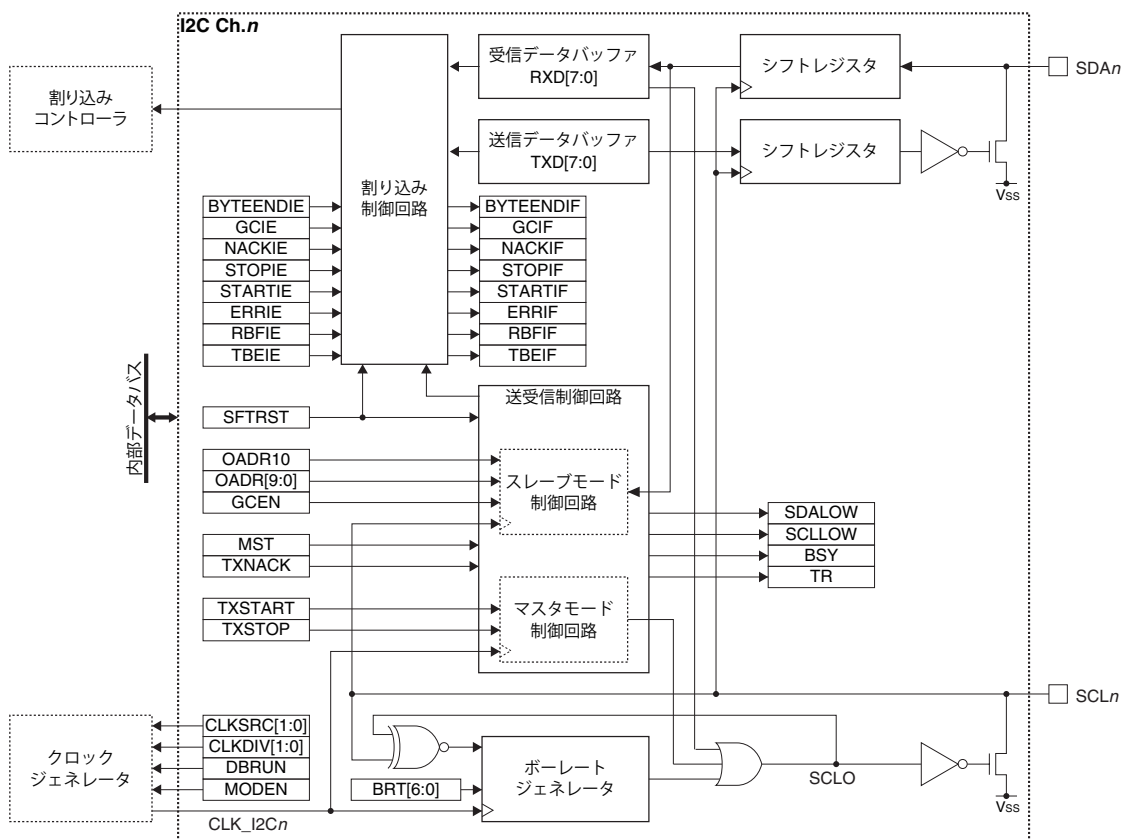 I2C Ch.n
割り込み
コントローラ
割り込み
制御回路
受信データバッファ
RXD[7:0]
シフトレジスタ
SDAn
送信データバッファ
TXD[7:0]
シフトレジスタ
VSS
BYTEENDIE
GCIE
NACKIE
STOPIE
STARTIE
ERRIE
RBFIE
TBEIE
BYTEENDIF
GCIF
NACKIF
STOPIF
STARTIF
ERRIF
RBFIF
TBEIF
内部データバス
SFTRST
送受信制御回路
OADR10
OADR[9:0]
GCEN
スレーブモード
制御回路
MST
TXNACK
SDALOW
SCLLOW
BSY
TR
TXSTART
TXSTOP
マスタモード
制御回路
SCLn
クロック
ジェネレータ
CLKSRC[1:0]
CLKDIV[1:0]
DBRUN
MODEN
BRT[6:0]
ボーレート
ジェネレータ
SCLO
VSS
CLK_I2Cn